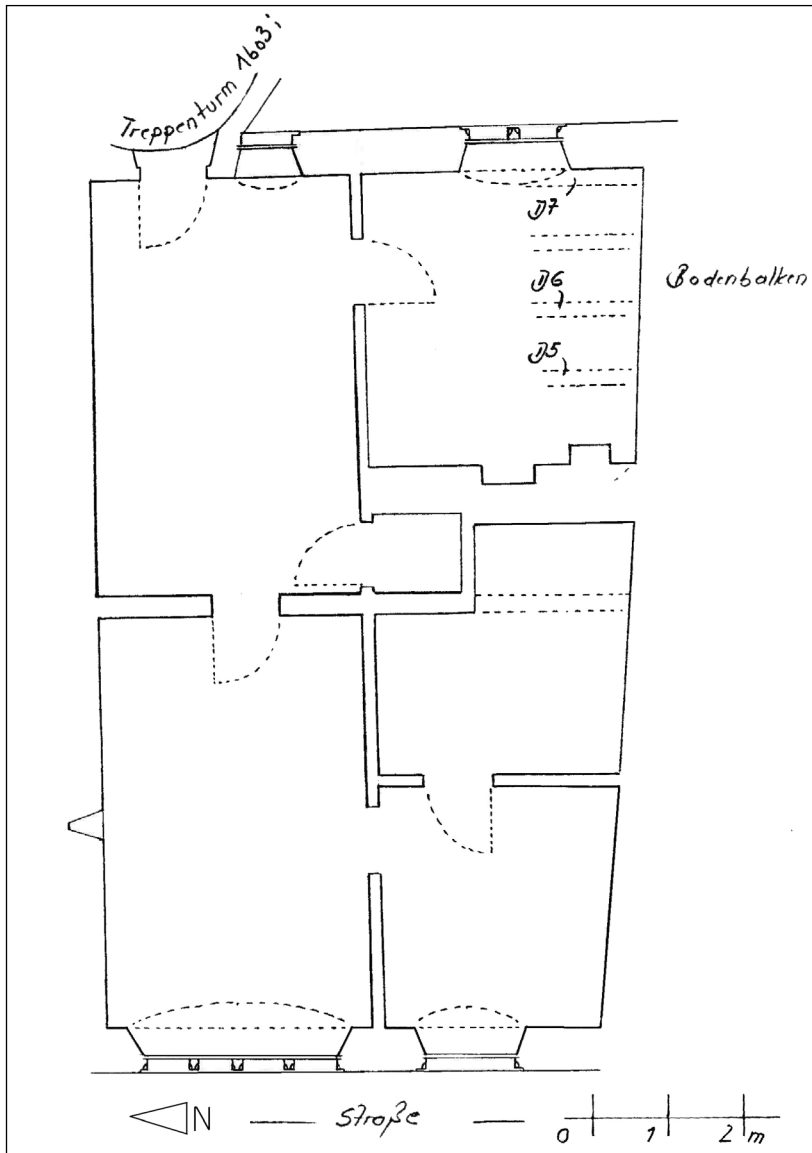 Treppenturm 1603 i
D7
Bodenbalken
D6
D5
N
Straße
0 1 2 m